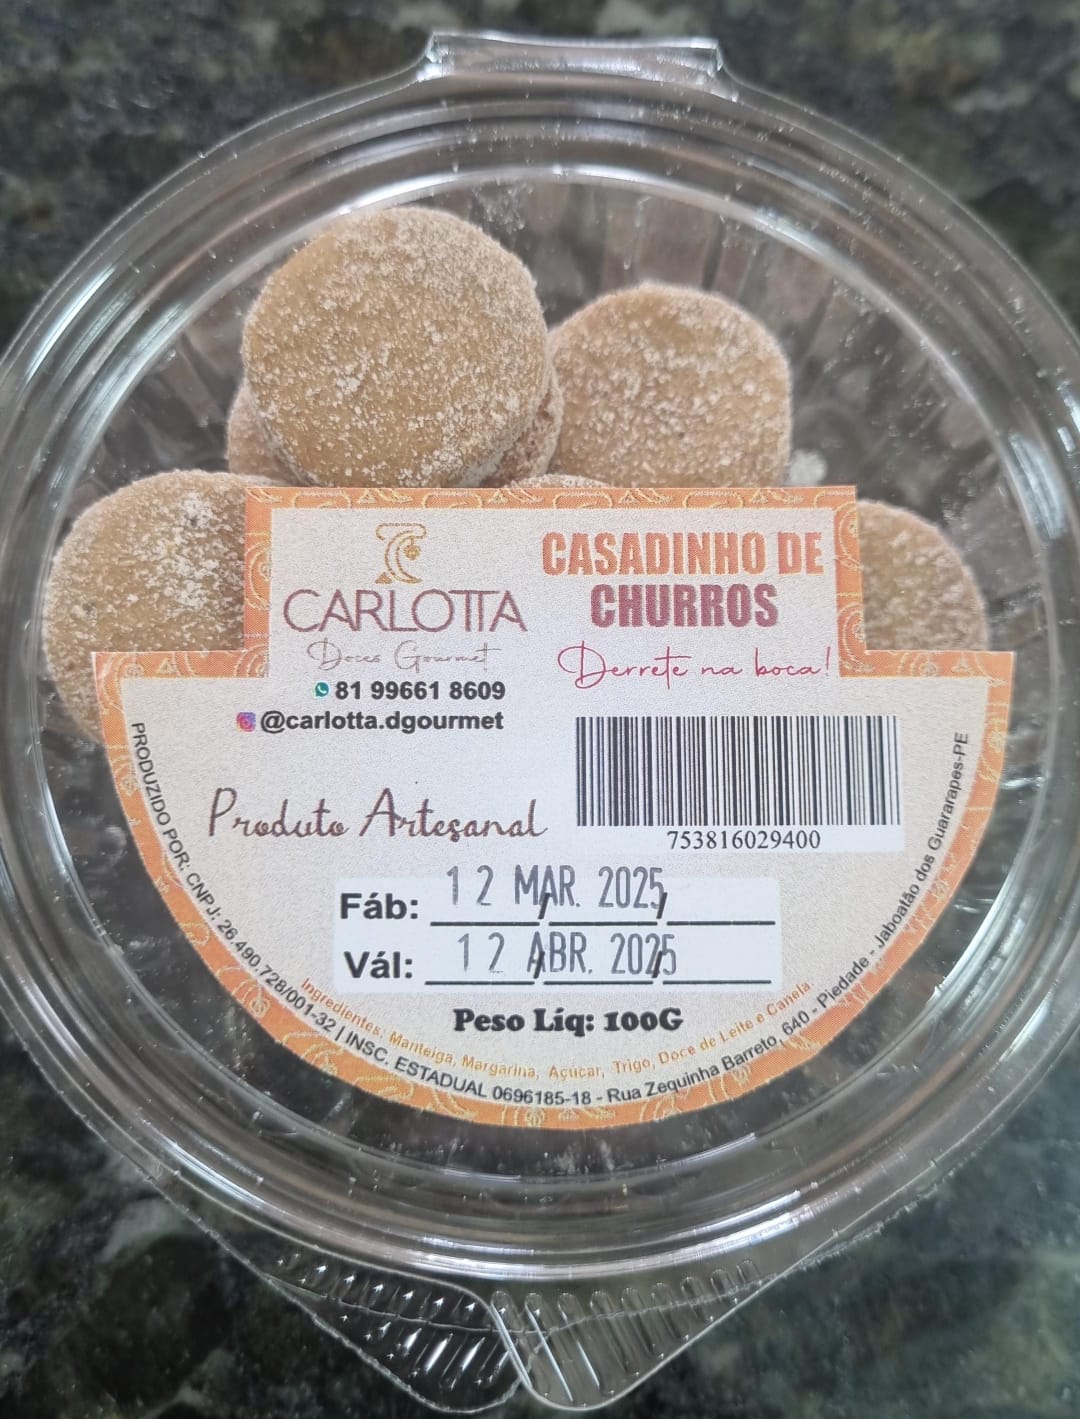 CARLOTTA
Doces Gourmet
81 99661 8609
@carlotta.dgourmet
CASADINHO DE
CHURROS
Derrete na boca!
Produto Artesanal
753816029400
Fáb: 12 MAR. 2025
Vál: 12 ABR. 2025
Peso Líq: 100G
Ingredientes: Manteiga, Margarina, Açúcar, Trigo, Doce de Leite e Canela.
PRODUZIDO POR: CNPJ: 26.490.728/001-32 | INSC. ESTADUAL 0696185-18 - Rua Zequinha Barreto, 640 - Piedade - Jaboatão dos Guararapes-PE